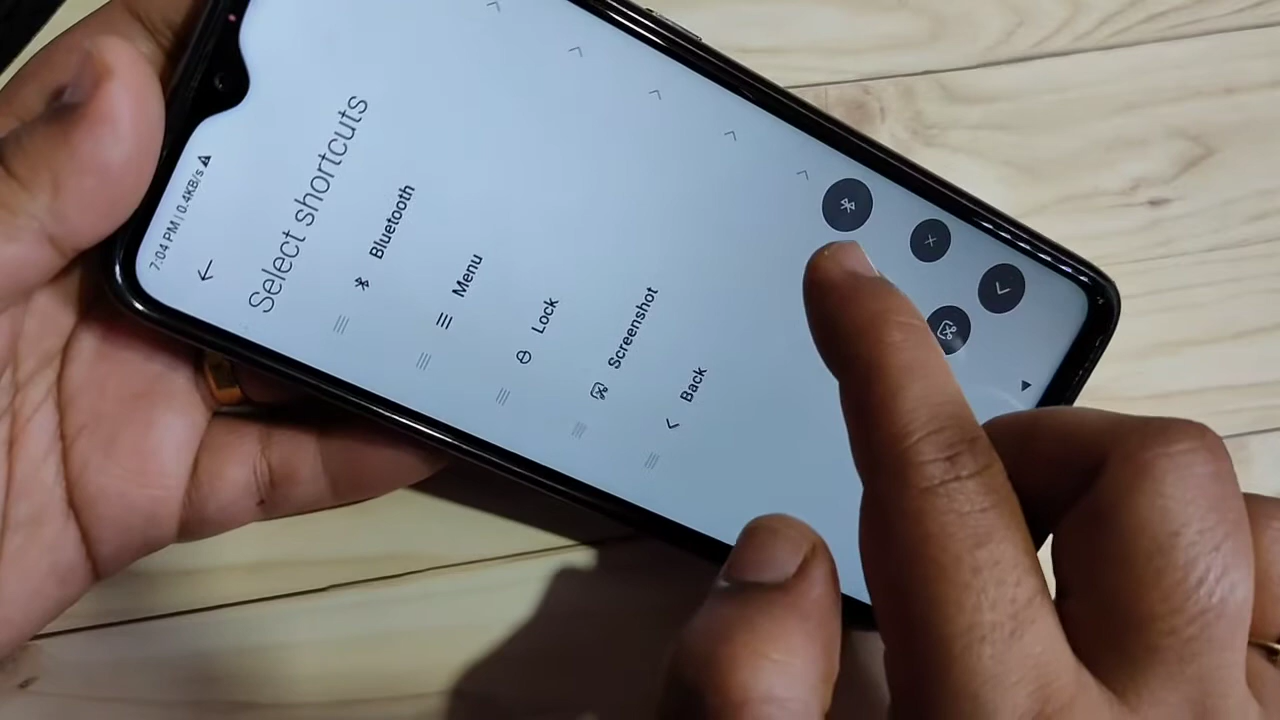 7:04 PM | 0.4KB/s
Select shortcuts
Bluetooth
Menu
Lock
Screenshot
Back